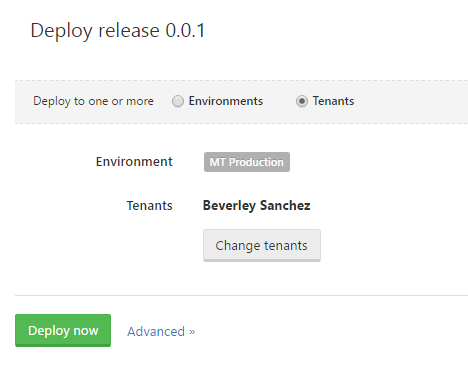 Deploy release 0.0.1
Deploy to one or more Environments Tenants
Environment MT Production
Tenants Beverley Sanchez
Change tenants
Deploy now Advanced »